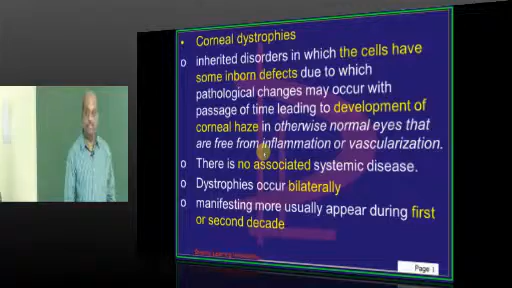 • Corneal dystrophies
o inherited disorders in which the cells have
some inborn defects due to which
pathological changes may occur with
passage of time leading to development of
corneal haze in otherwise normal eyes that
are free from inflammation or vascularization.
o There is no associated systemic disease.
o Dystrophies occur bilaterally
o manifesting more usually appear during first
or second decade
Page 1